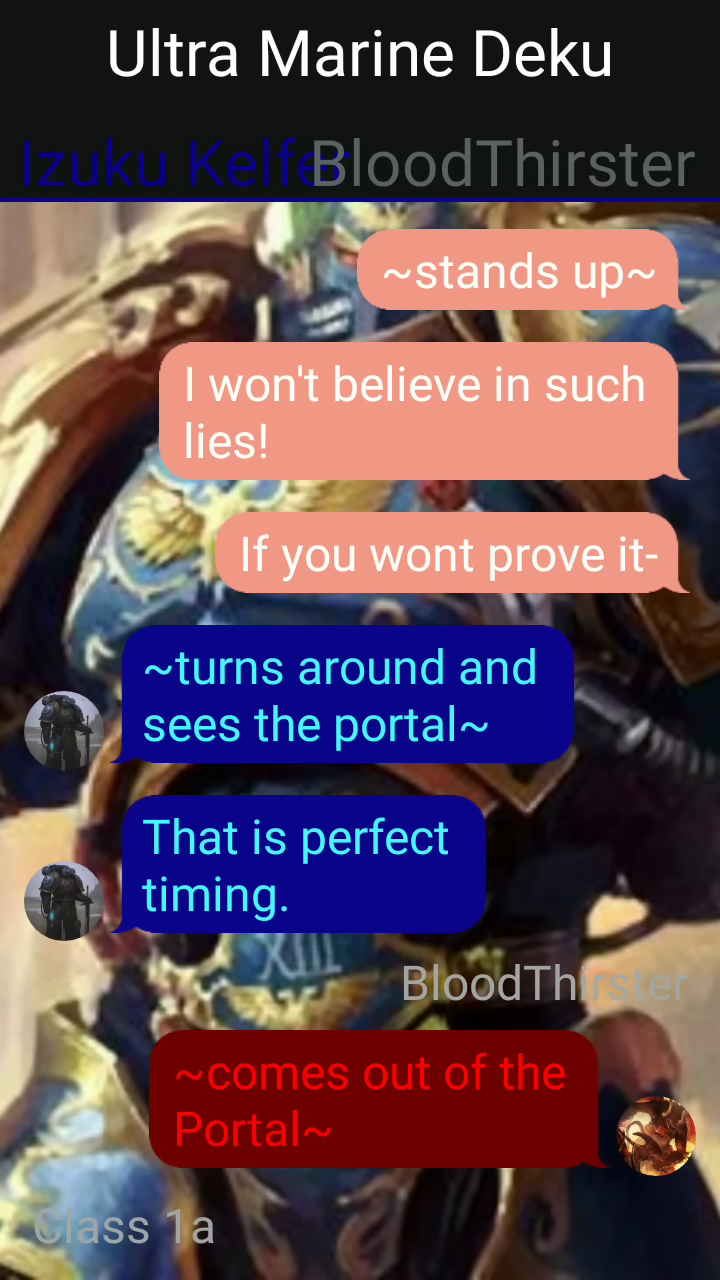 Ultra Marine Deku
Izuku Kelfer BloodThirster
~stands up~
I won't believe in such
lies!
If you wont prove it-
~turns around and
sees the portal~
That is perfect
timing.
XIII
BloodThirster
~comes out of the
Portal~
Class 1a